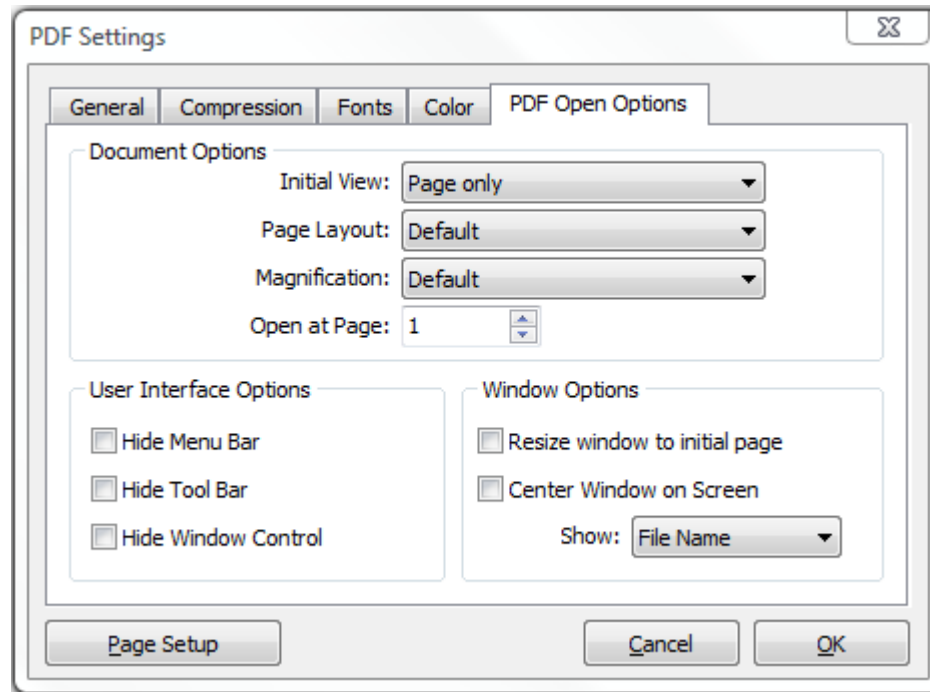 PDF Settings
General Compression Fonts Color PDF Open Options
Document Options
Initial View: Page only
Page Layout: Default
Magnification: Default
Open at Page: 1
User Interface Options
Hide Menu Bar
Hide Tool Bar
Hide Window Control
Window Options
Resize window to initial page
Center Window on Screen
Show: File Name
Page Setup Cancel OK